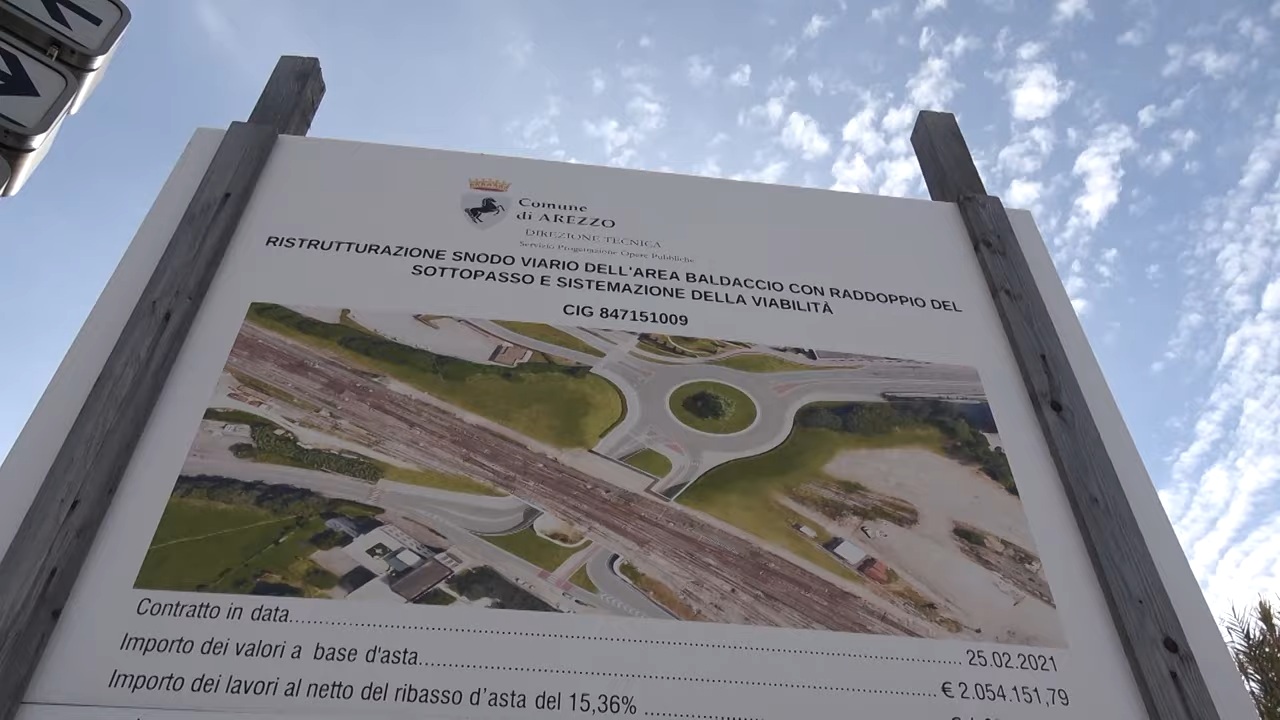 Comune
di AREZZO
DIREZIONE TECNICA
Servizio Progettazione Opere Pubbliche
RISTRUTTURAZIONE SNODO VIARIO DELL'AREA BALDACCIO CON RADDOPPIO DEL
SOTTOPASSO E SISTEMAZIONE DELLA VIABILITÀ
CIG 847151009
Contratto in data........................................ 25.02.2021
Importo dei valori a base d'asta........................................ € 2.054.151,79
Importo dei lavori al netto del ribasso d'asta del 15,36% ....................